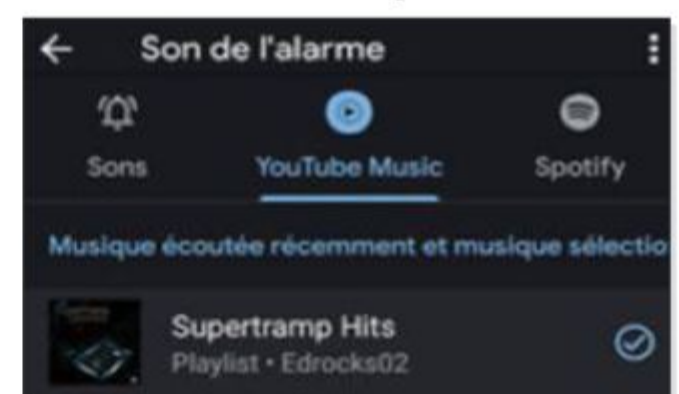 Son de l'alarme
Sons
YouTube Music
Spotify
Musique écoutée récemment et musique sélectio
Supertramp Hits
Playlist • Edrocks02